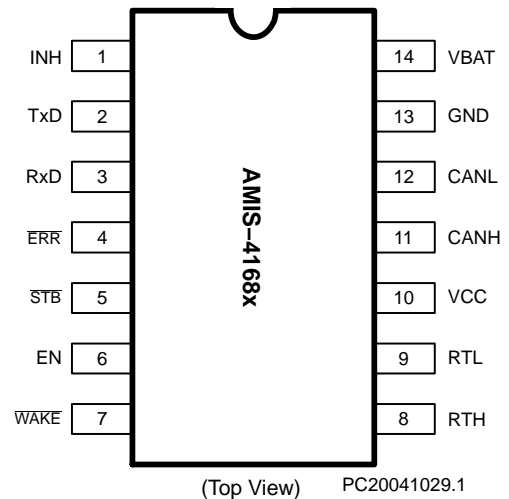 INH 1 14 VBAT
TxD 2 13 GND
RxD 3 12 CANL
ERR 4 11 CANH
STB 5 10 VCC
EN 6 9 RTL
WAKE 7 8 RTH
AMIS–4168x
(Top View) PC20041029.1